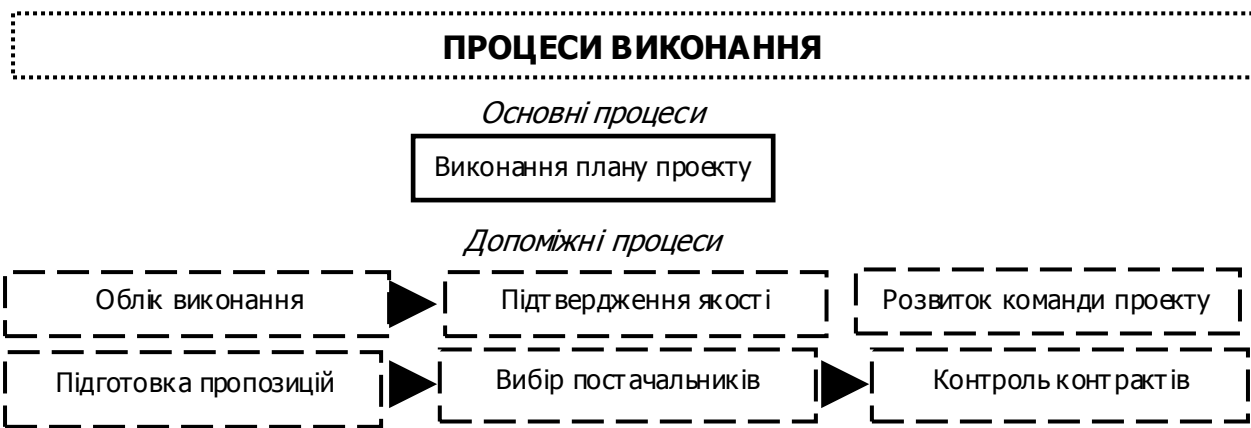 ПРОЦЕСИ ВИКОНАННЯ
Основні процеси
Виконання плану проекту
Допоміжні процеси
Облік виконання
Підтвердження якості
Розвиток команди проекту
Підготовка пропозицій
Вибір постачальників
Контроль контрактів